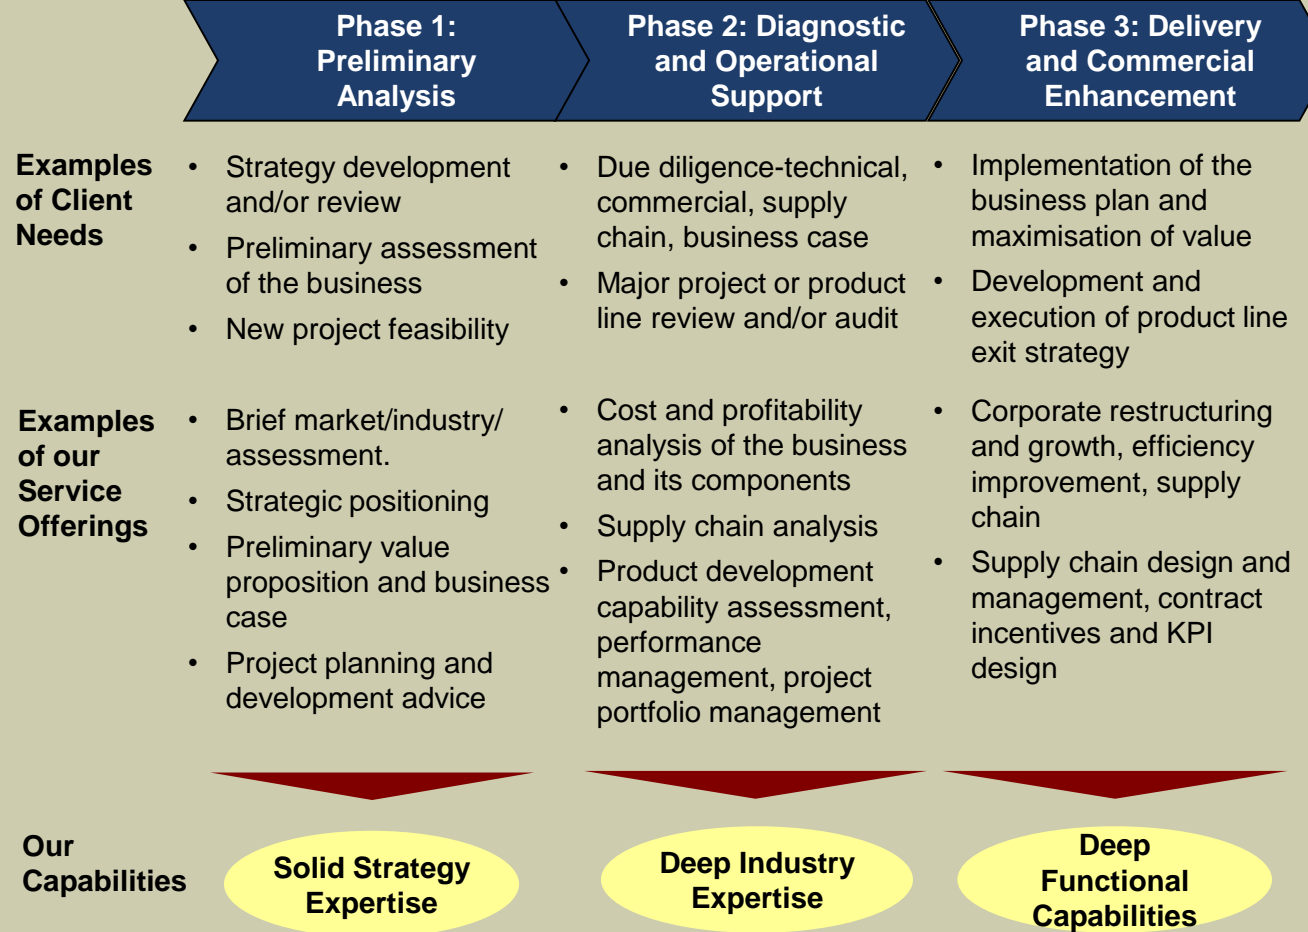 Phase 1:
Preliminary
Analysis
Phase 2: Diagnostic
and Operational
Support
Phase 3: Delivery
and Commercial
Enhancement
Examples
of Client
Needs
• Strategy development
and/or review
• Preliminary assessment
of the business
• New project feasibility
• Due diligence-technical,
commercial, supply
chain, business case
• Major project or product
line review and/or audit
• Implementation of the
business plan and
maximisation of value
• Development and
execution of product line
exit strategy
Examples
of our
Service
Offerings
• Brief market/industry/
assessment.
• Strategic positioning
• Preliminary value
proposition and business
case
• Project planning and
development advice
• Cost and profitability
analysis of the business
and its components
• Supply chain analysis
• Product development
capability assessment,
performance
management, project
portfolio management
• Corporate restructuring
and growth, efficiency
improvement, supply
chain
• Supply chain design and
management, contract
incentives and KPI
design
Our
Capabilities
Solid Strategy
Expertise
Deep Industry
Expertise
Deep
Functional
Capabilities